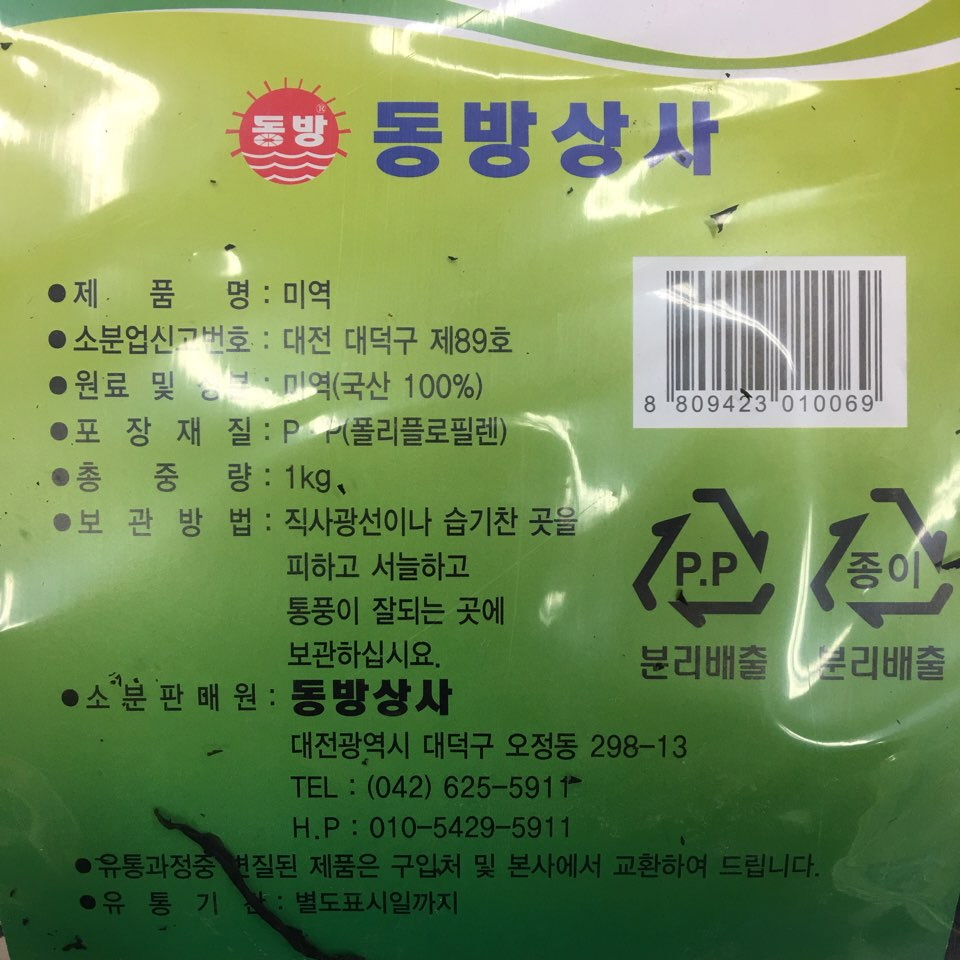 동방 ® 동방상사
●제 품 명 : 미역
●소분업신고번호 : 대전 대덕구 제89호
●원료 및 성분 : 미역(국산 100%)
●포 장 재 질 : P · P(폴리플로필렌)
●총 중 량 : 1kg
●보 관 방 법 : 직사광선이나 습기찬 곳을
피하고 서늘하고
통풍이 잘되는 곳에
보관하십시요.
●소 분 판 매 원 : 동방상사
대전광역시 대덕구 오정동 298-13
TEL : (042) 625-5911
H.P : 010-5429-5911
●유통과정중 변질된 제품은 구입처 및 본사에서 교환하여 드립니다.
●유 통 기 한 : 별도표시일까지
8 809423 010069
P.P 종이
분리배출 분리배출